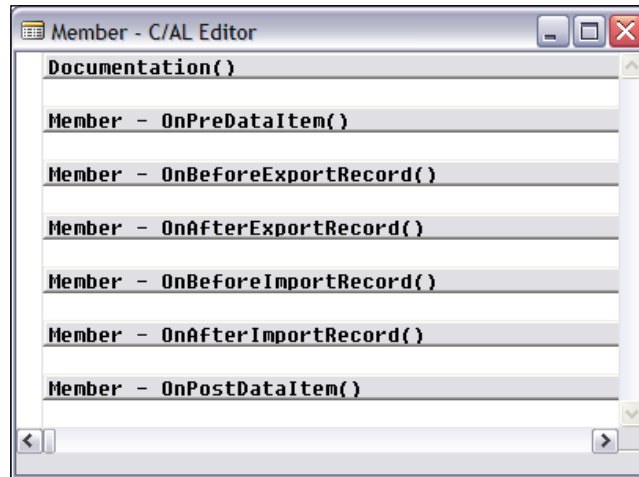 Member - C/AL Editor
Documentation()
Member - OnPreDataItem()
Member - OnBeforeExportRecord()
Member - OnAfterExportRecord()
Member - OnBeforeImportRecord()
Member - OnAfterImportRecord()
Member - OnPostDataItem()